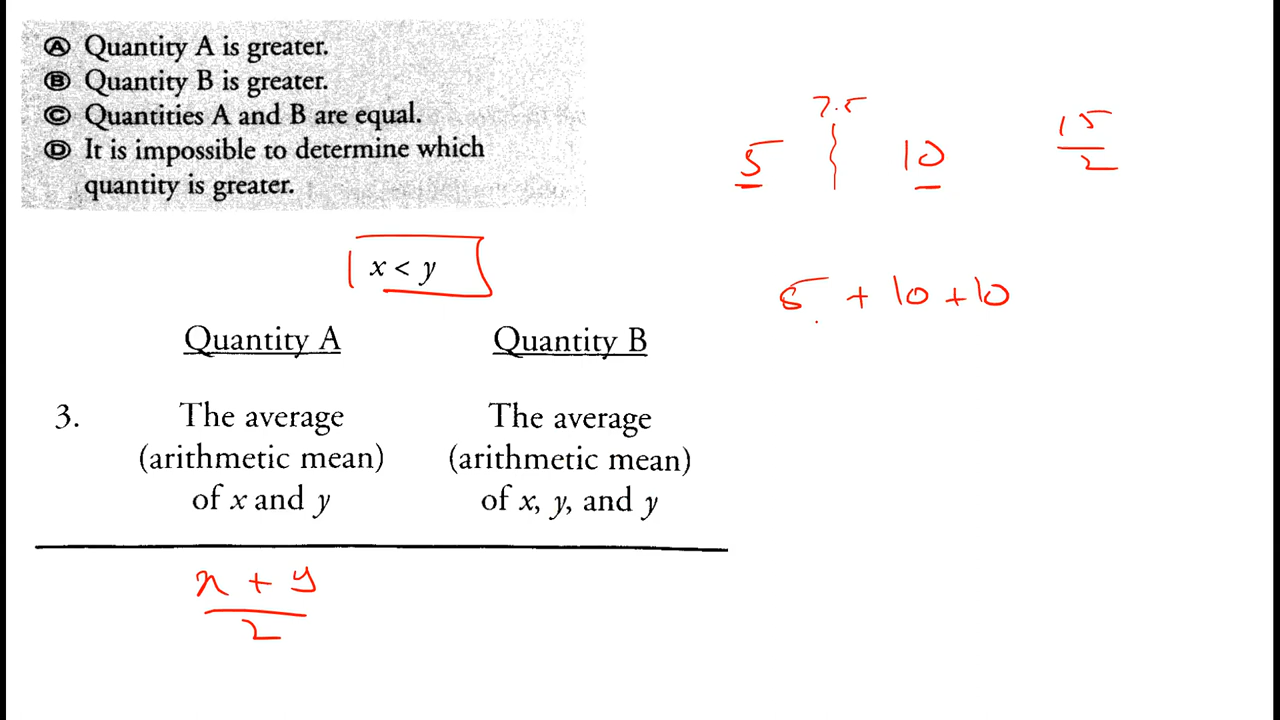 Ⓐ Quantity A is greater.
Ⓑ Quantity B is greater.
Ⓒ Quantities A and B are equal.
Ⓓ It is impossible to determine which
quantity is greater.
7.5
5 10
15
2
x < y
5 + 10 + 10
Quantity A Quantity B
3. The average The average
(arithmetic mean) (arithmetic mean)
of x and y of x, y, and y
x + y
2